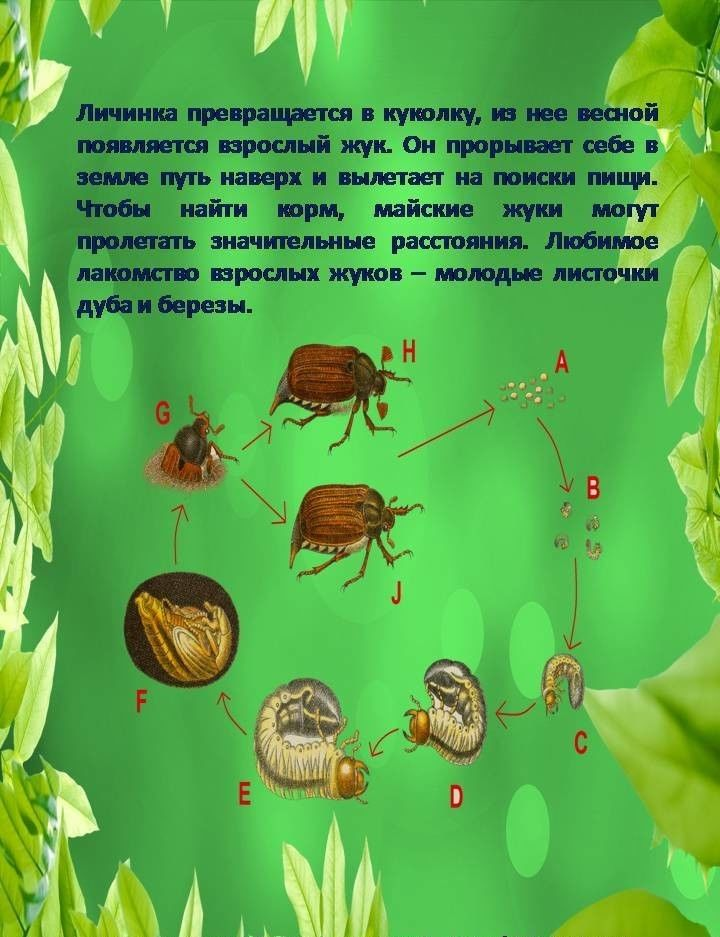 Личинка превращается в куколку, из нее весной
появляется взрослый жук. Он прорывает себе в
земле путь наверх и вылетает на поиски пищи.
Чтобы найти корм, майские жуки могут
пролетать значительные расстояния. Любимое
лакомство взрослых жуков – молодые листочки
дуба и березы.
H
A
G
B
J
F
C
E
D